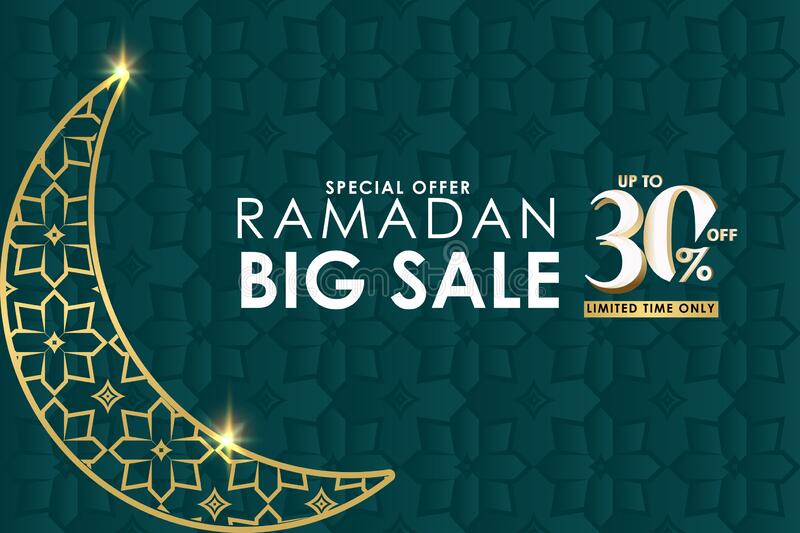 SPECIAL OFFER
RAMADAN
BIG SALE
UP TO
30% OFF
LIMITED TIME ONLY